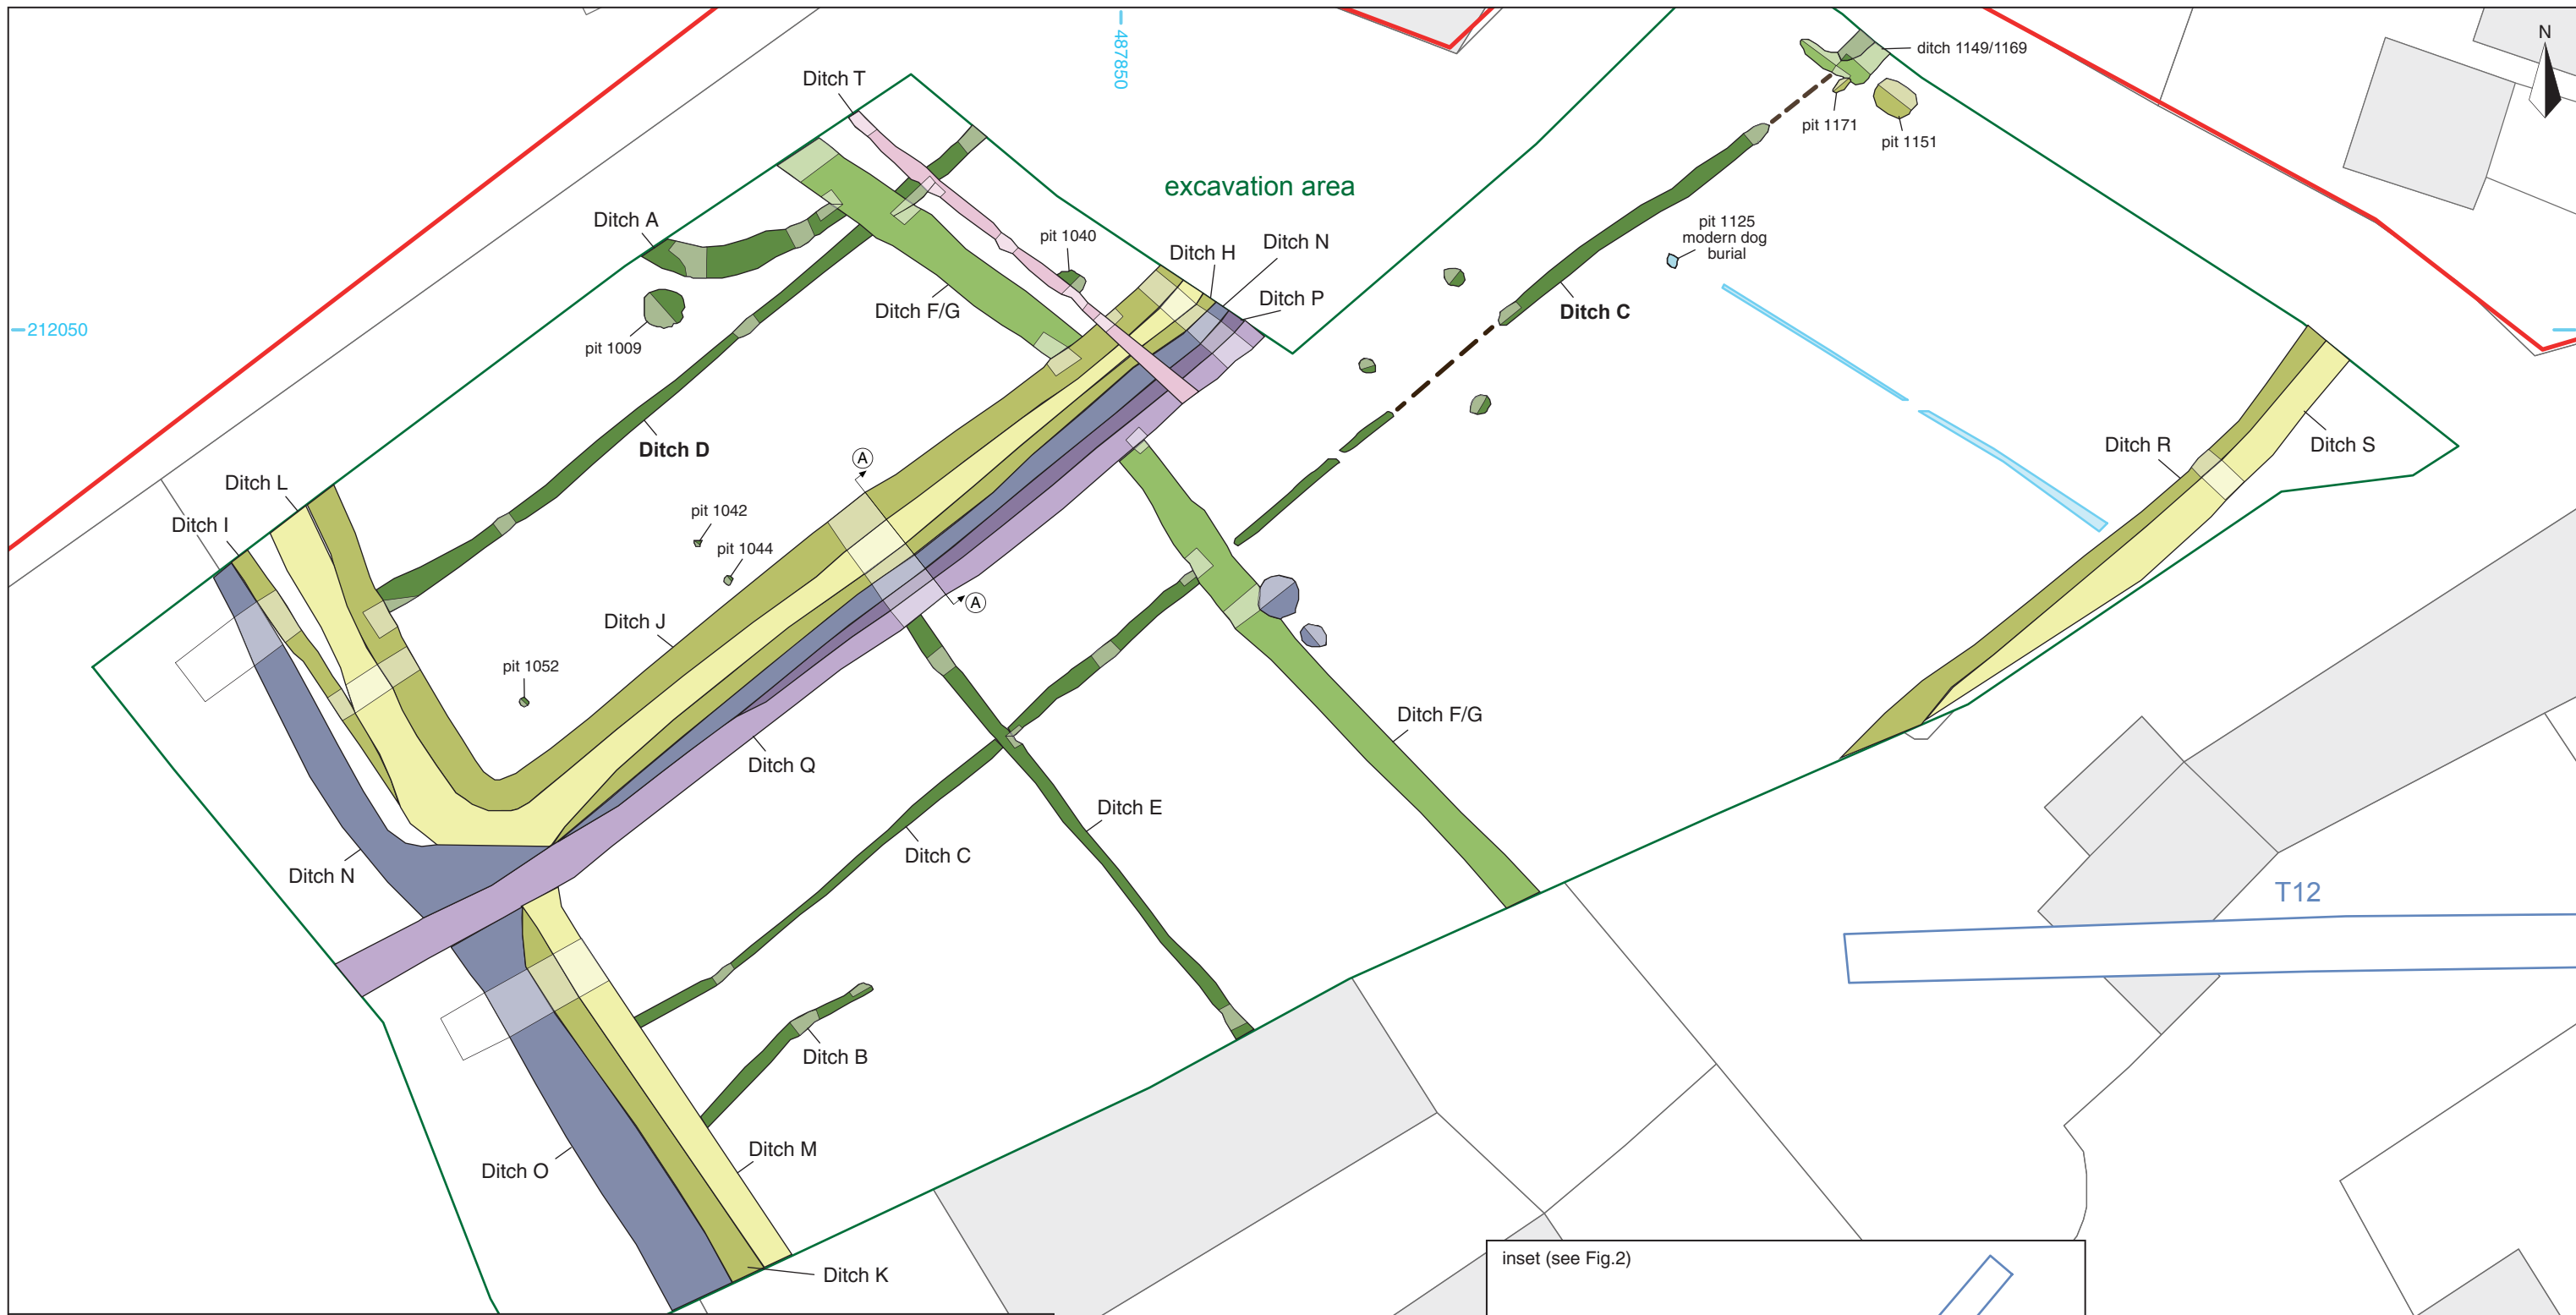 487850
ditch 1149/1169
Ditch T
pit 1171
pit 1151
excavation area
Ditch A
pit 1040
Ditch H
Ditch N
pit 1125
modern dog
burial
Ditch P
Ditch F/G
Ditch C
212050
pit 1009
Ditch D
A
Ditch R
Ditch S
Ditch L
Ditch I
pit 1042
pit 1044
A
Ditch J
pit 1052
Ditch F/G
Ditch Q
Ditch E
Ditch C
Ditch N
T12
Ditch B
Ditch M
Ditch O
Ditch K
inset (see Fig.2)
N